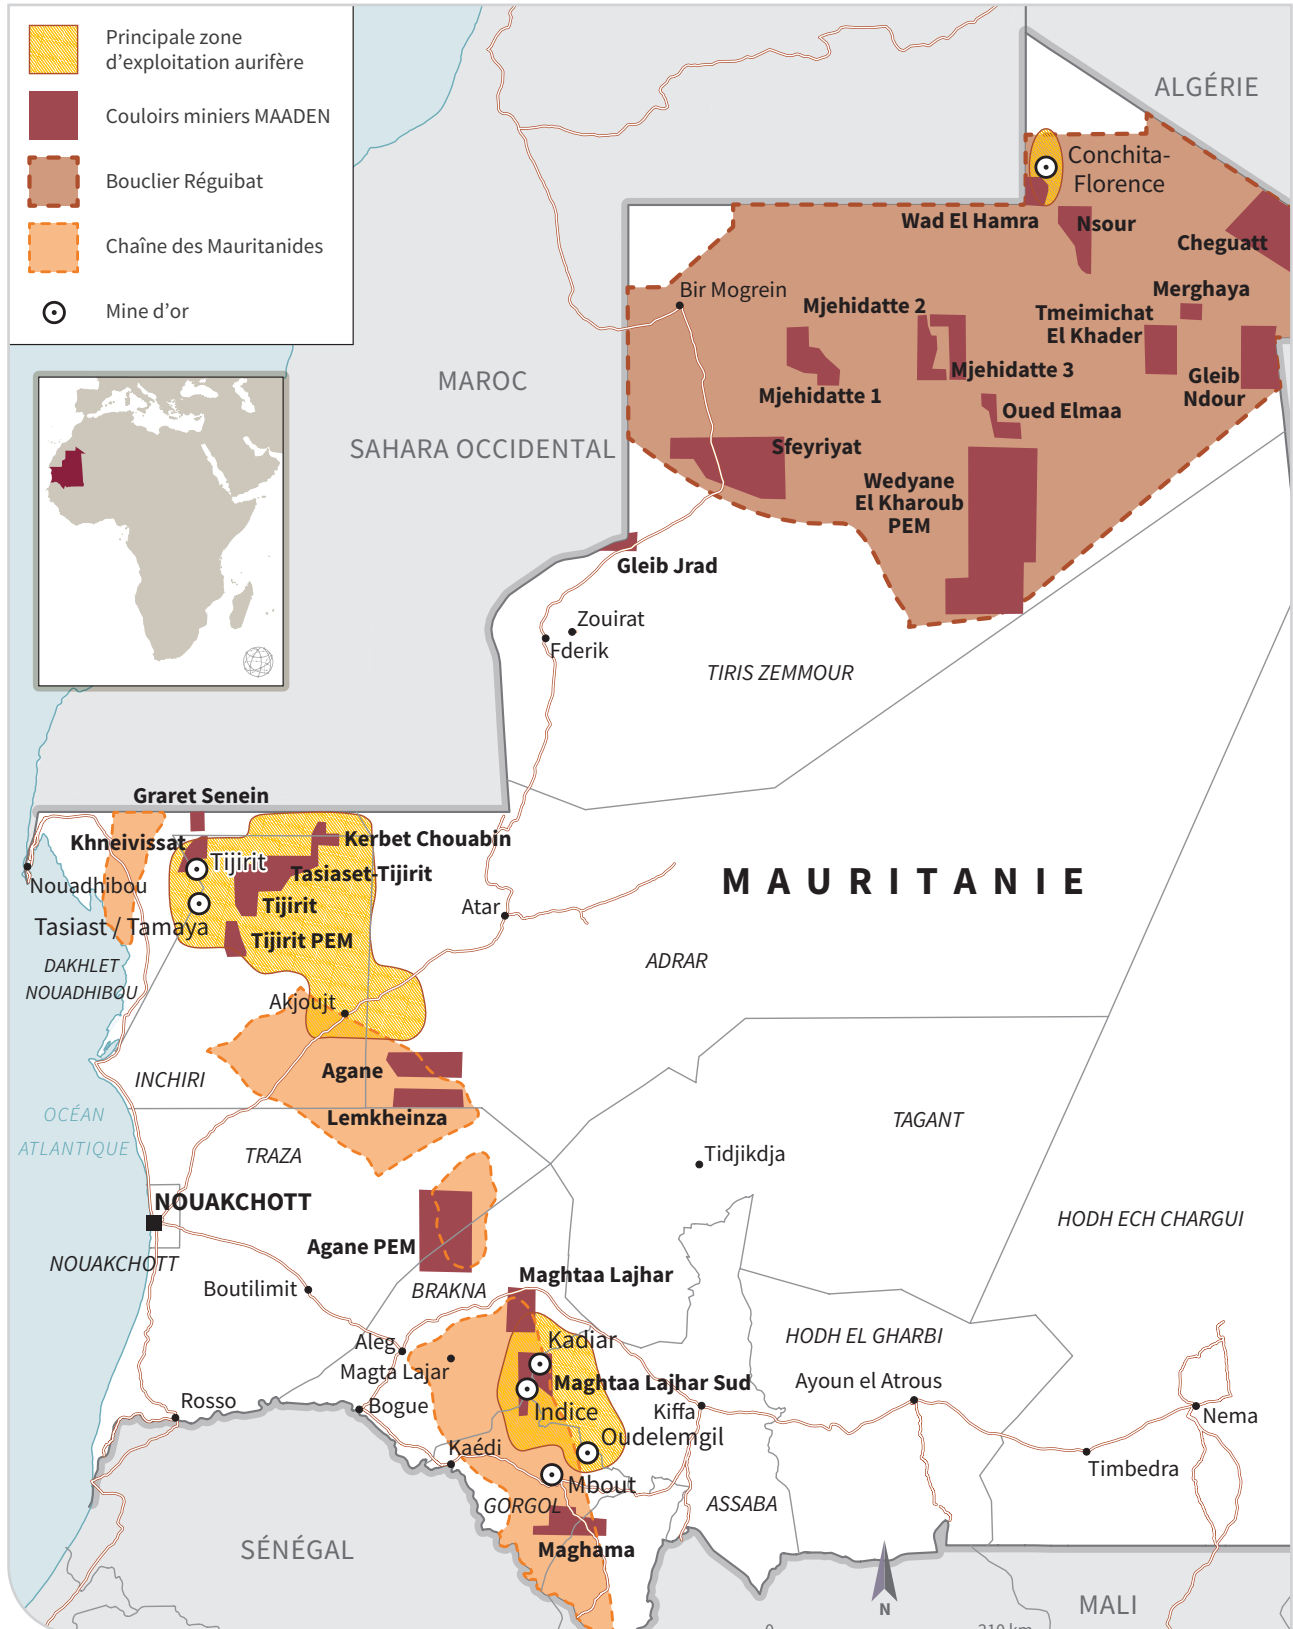 Principale zone
d’exploitation aurifère
Couloirs miniers MAADEN
Bouclier Réguibat
Chaîne des Mauritanides
Mine d’or
ALGÉRIE
Conchita-
Florence
Wad El Hamra
Nsour
Cheguatt
Bir Mogrein
Merghaya
Mjehidatte 2
Tmeimichat
El Khader
Mjehidatte 3
Gleib
Ndour
MAROC
Mjehidatte 1
Oued Elmaa
SAHARA OCCIDENTAL
Sfeyriyat
Wedyane
El Kharoub
PEM
Gleib Jrad
Zouirat
Fderik
TIRIS ZEMMOUR
Graret Senein
Khneivissat
Kerbet Chouabin
Tijirit
Tasiaset-Tijirit
Nouadhibou
MAURITANIE
Tijirit
Atar
Tasiast / Tamaya
Tijirit PEM
DAKHLET
NOUADHIBOU
ADRAR
Akjoujt
Agane
INCHIRI
OCÉAN
ATLANTIQUE
Lemkheinza
TAGANT
TRAZA
Tidjikdja
NOUAKCHOTT
HODH ECH CHARGUI
Agane PEM
NOUAKCHOTT
Maghtaa Lajhar
Boutilimit
BRAKNA
HODH EL GHARBI
Aleg
Kadiar
Magta Lajar
Maghtaa Lajhar Sud
Ayoun el Atrous
Rosso
Bogue
Indice
Kiffa
Nema
Oudelemgil
Kaédi
Timbedra
Mbout
GORGOL
ASSABA
SÉNÉGAL
Maghama
MALI
N
0 210 km